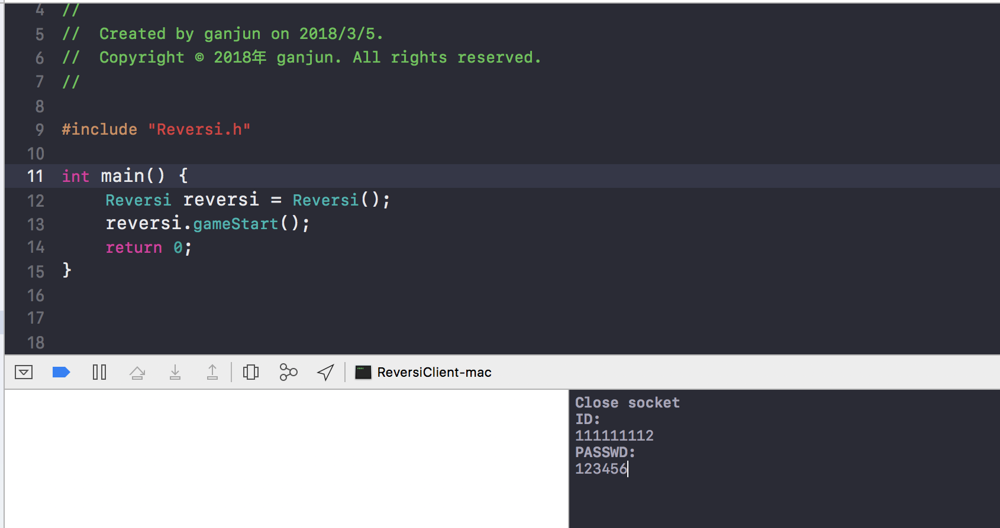 4 //
5 //  Created by ganjun on 2018/3/5.
6 //  Copyright © 2018年 ganjun. All rights reserved.
7 //
8
9 #include "Reversi.h"
10
11 int main() {
12     Reversi reversi = Reversi();
13     reversi.gameStart();
14     return 0;
15 }
16
17
18
ReversiClient-mac
Close socket
ID:
111111112
PASSWD:
123456